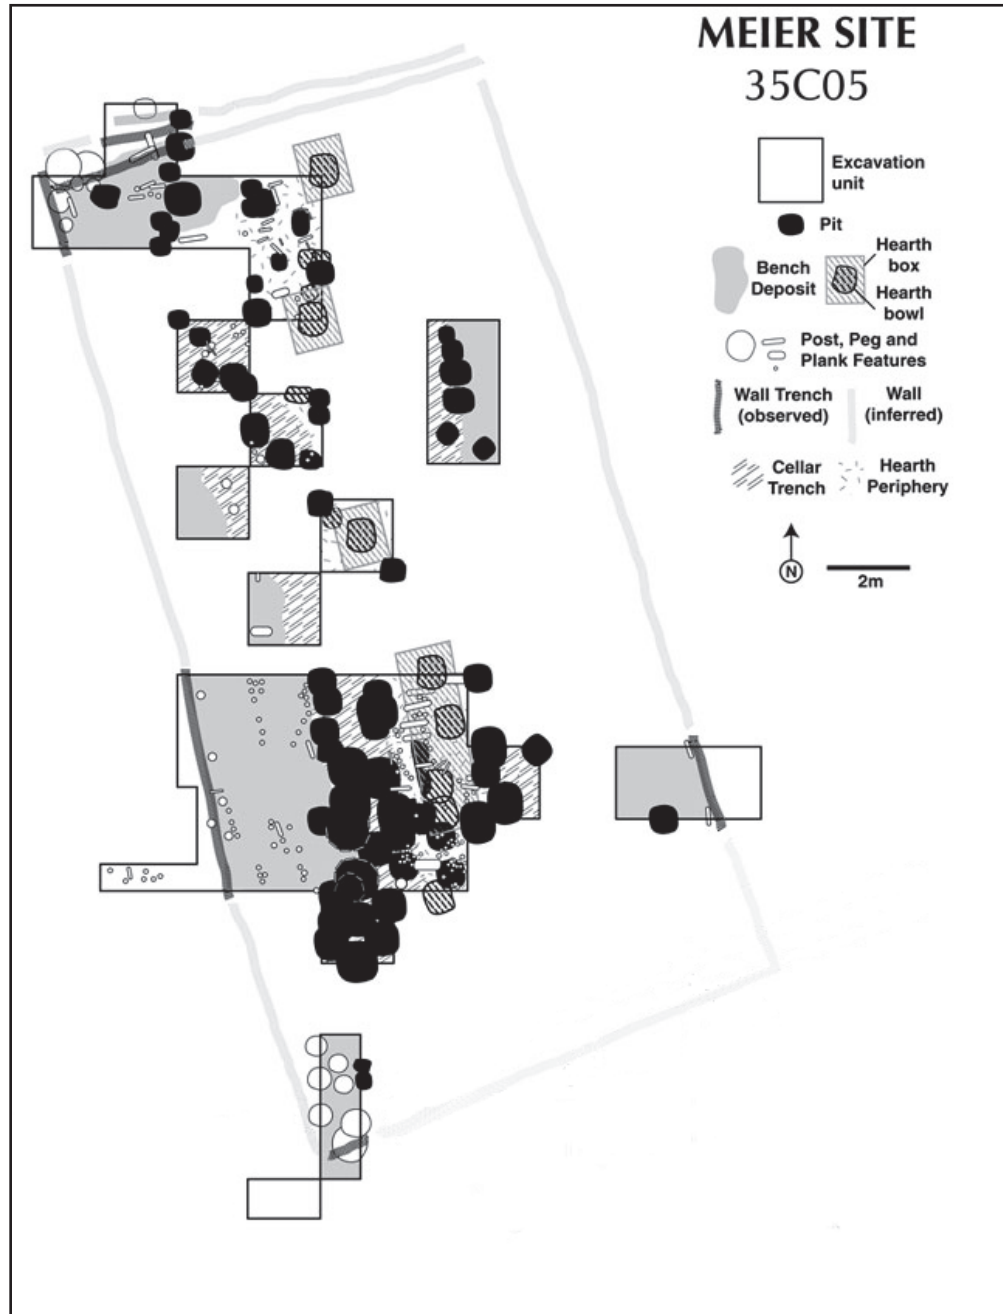 MEIER SITE
35C05
Excavation
unit
Pit
Bench
Deposit
Hearth
box
Hearth
bowl
Post, Peg and
Plank Features
Wall Trench
(observed)
Wall
(inferred)
Cellar
Trench
Hearth
Periphery
N
2m